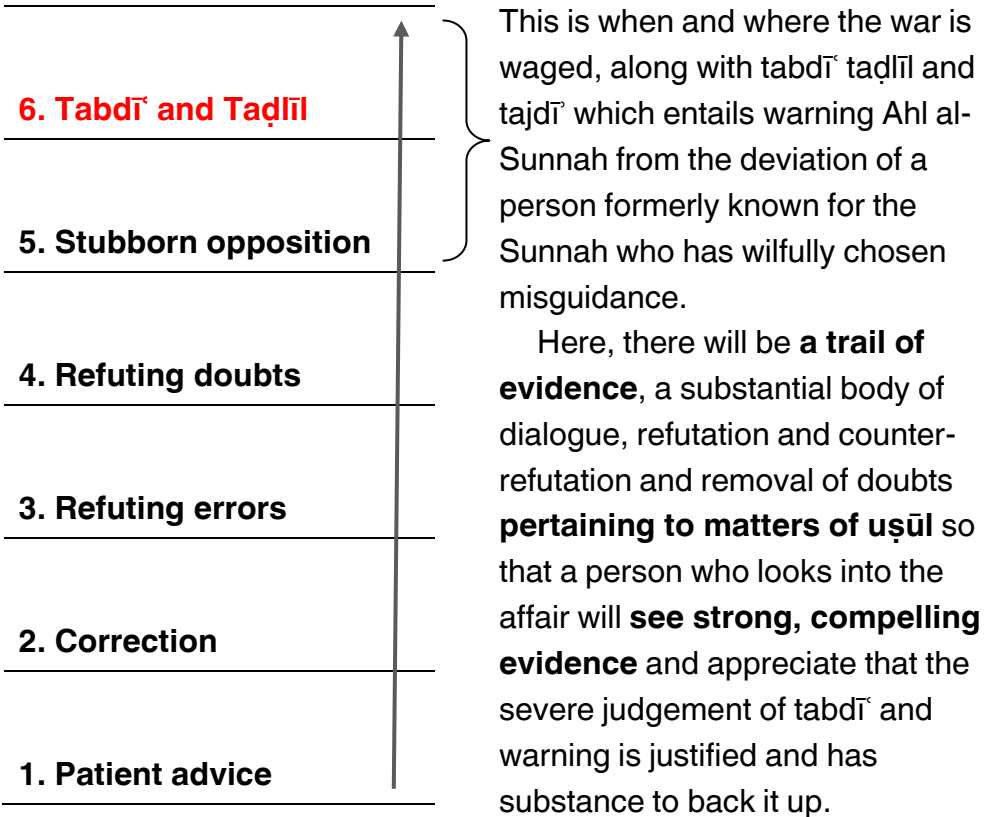 6. Tabdīʿ and Taḍlīl
5. Stubborn opposition
4. Refuting doubts
3. Refuting errors
2. Correction
1. Patient advice
This is when and where the war is
waged, along with tabdīʿ taḍlīl and
tajdīʾ which entails warning Ahl al-
Sunnah from the deviation of a
person formerly known for the
Sunnah who has wilfully chosen
misguidance.
Here, there will be a trail of
evidence, a substantial body of
dialogue, refutation and counter-
refutation and removal of doubts
pertaining to matters of uṣūl so
that a person who looks into the
affair will see strong, compelling
evidence and appreciate that the
severe judgement of tabdīʿ and
warning is justified and has
substance to back it up.